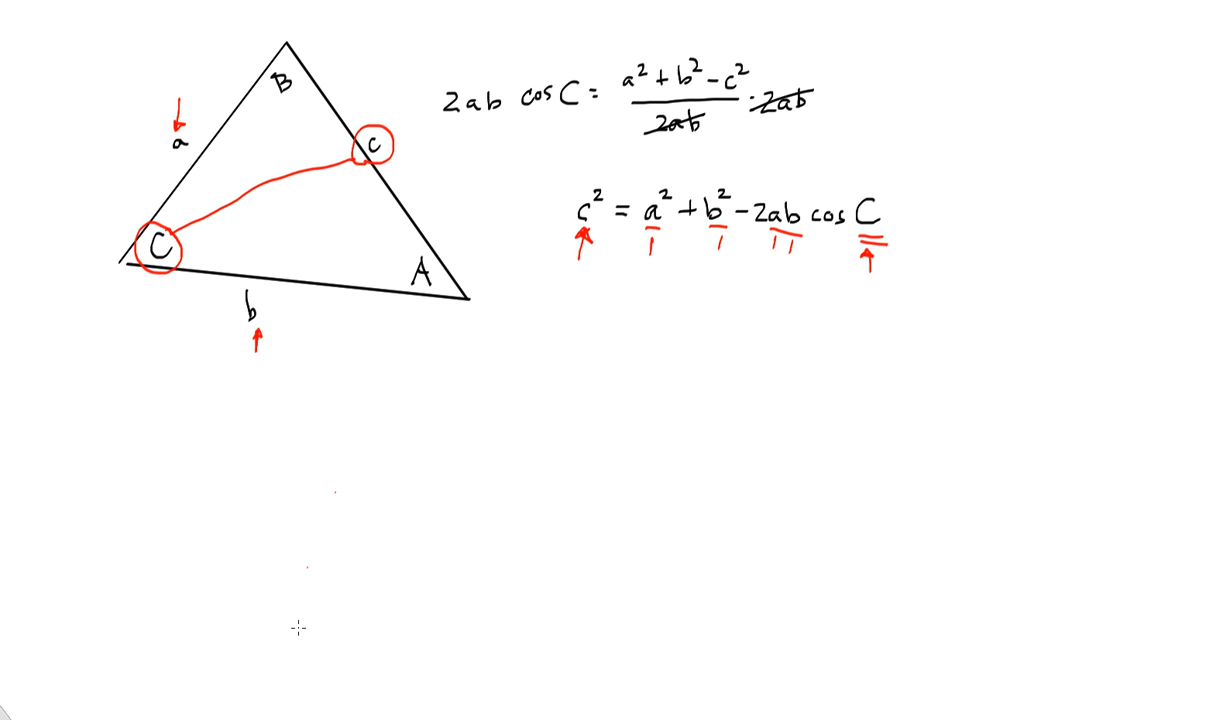 B
2ab cos C = a² + b² - c² / 2ab · 2ab
a
c
c² = a² + b² - 2ab cos C
C
A
b